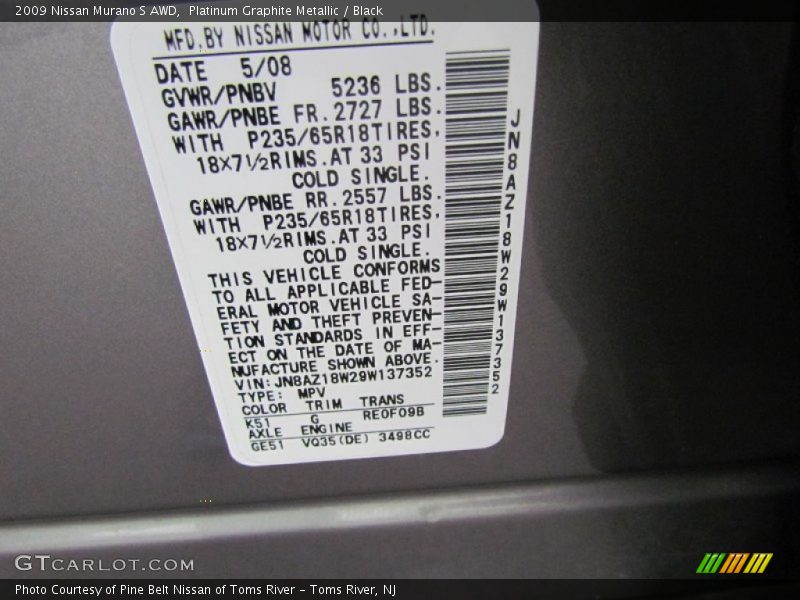 2009 Nissan Murano S AWD,  Platinum Graphite Metallic / Black
MFD.BY NISSAN MOTOR CO.,LTD.
DATE 5/08
GVWR/PNBV 5236 LBS.
GAWR/PNBE FR.2727 LBS.
WITH P235/65R18TIRES,
18X7½RIMS.AT 33 PSI
COLD SINGLE.
GAWR/PNBE RR.2557 LBS.
WITH P235/65R18TIRES,
18X7½RIMS.AT 33 PSI
COLD SINGLE.
THIS VEHICLE CONFORMS
TO ALL APPLICABLE FED-
ERAL MOTOR VEHICLE SA-
FETY AND THEFT PREVEN-
TION STANDARDS IN EFF-
ECT ON THE DATE OF MA-
NUFACTURE SHOWN ABOVE.
VIN:JN8AZ18W29W137352
TYPE: MPV
COLOR TRIM TRANS
K51 G RE0F09B
AXLE ENGINE
GE51 VQ35(DE) 3498CC
JN8AZ18W29W137352
GTCARLOT.COM
Photo Courtesy of Pine Belt Nissan of Toms River – Toms River, NJ